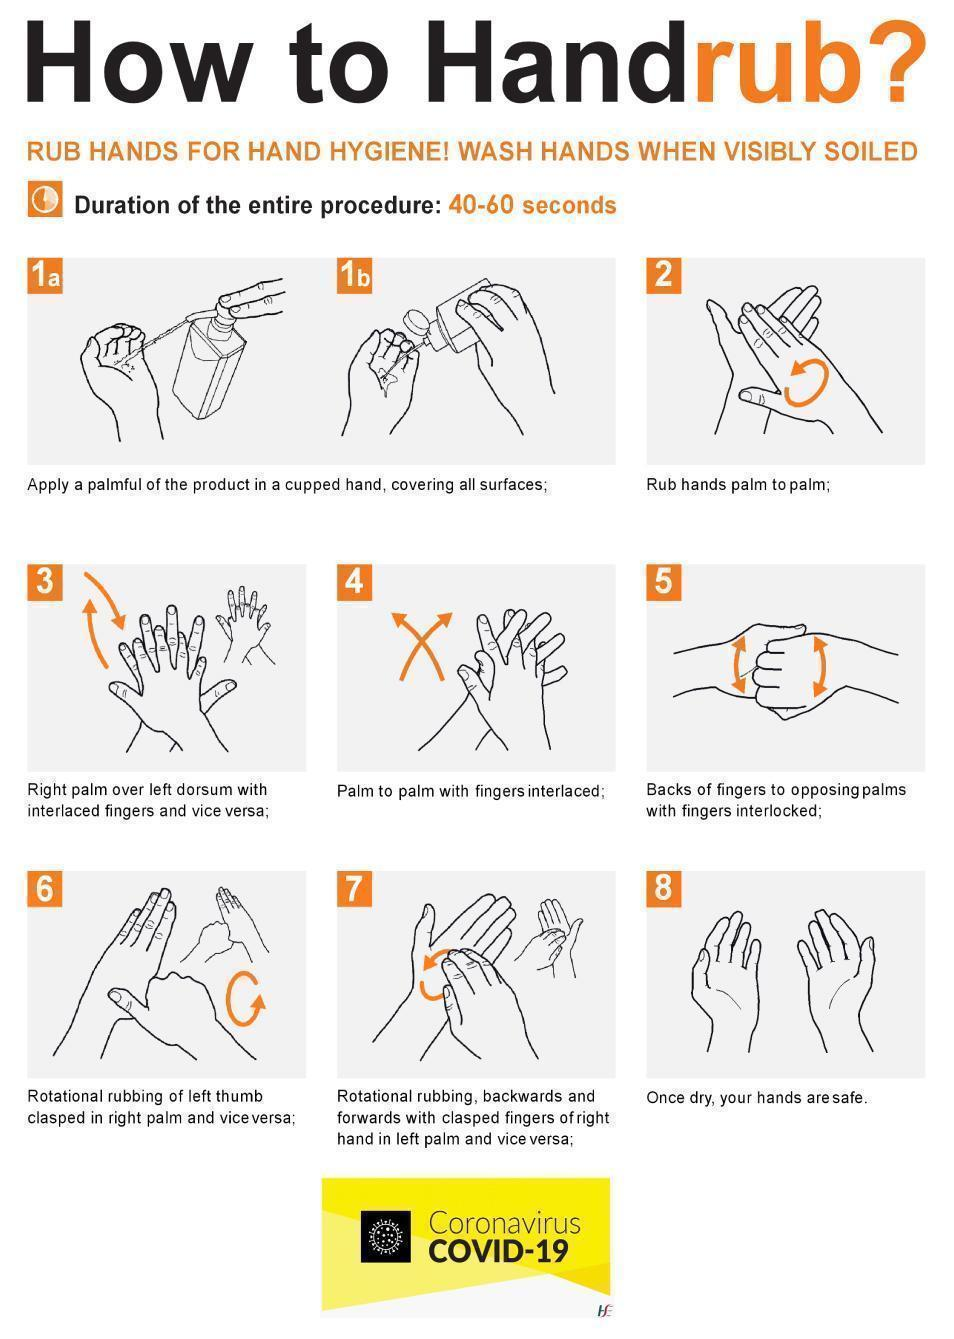 How to Handrub?
RUB HANDS FOR HAND HYGIENE! WASH HANDS WHEN VISIBLY SOILED
Duration of the entire procedure: 40-60 seconds
1a
1b
2
Apply a palmful of the product in a cupped hand, covering all surfaces;
Rub hands palm to palm;
3
4
5
Right palm over left dorsum with
interlaced fingers and vice versa;
Palm to palm with fingers interlaced;
Backs of fingers to opposing palms
with fingers interlocked;
6
7
8
Rotational rubbing of left thumb
clasped in right palm and vice versa;
Rotational rubbing, backwards and
forwards with clasped fingers of right
hand in left palm and vice versa;
Once dry, your hands are safe.
Coronavirus
COVID-19
HE